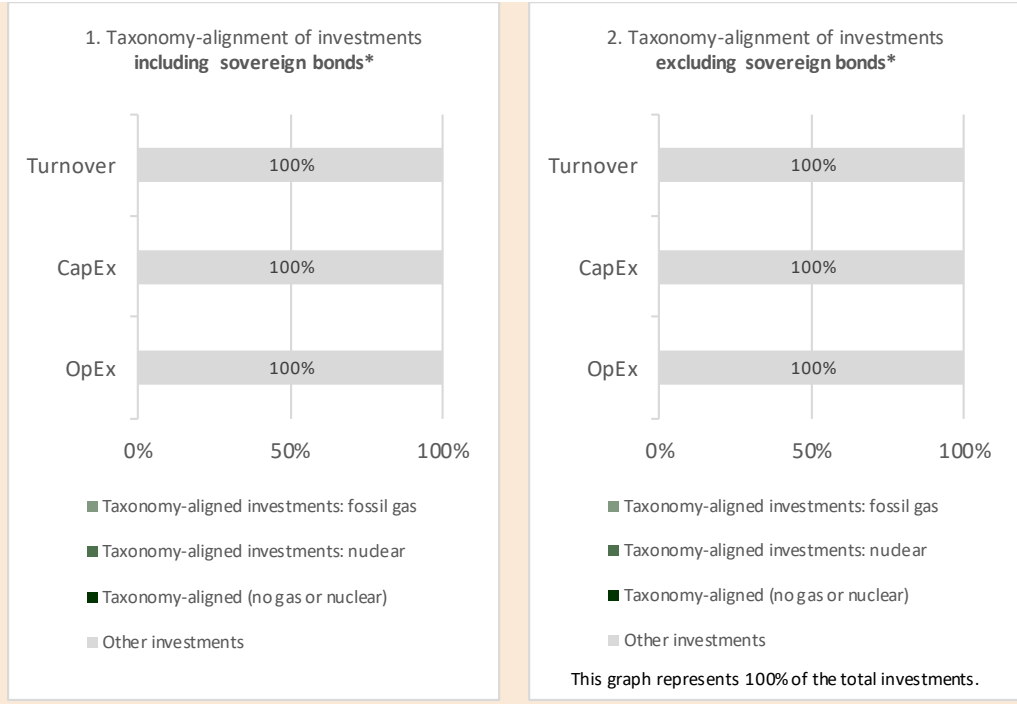 1. Taxonomy-alignment of investments
including sovereign bonds*
Turnover
100%
CapEx
100%
OpEx
100%
0%
50%
100%
Taxonomy-aligned investments: fossil gas
Taxonomy-aligned investments: nuclear
Taxonomy-aligned (no gas or nuclear)
Other investments
2. Taxonomy-alignment of investments
excluding sovereign bonds*
Turnover
100%
CapEx
100%
OpEx
100%
0%
50%
100%
Taxonomy-aligned investments: fossil gas
Taxonomy-aligned investments: nuclear
Taxonomy-aligned (no gas or nuclear)
Other investments
This graph represents 100% of the total investments.